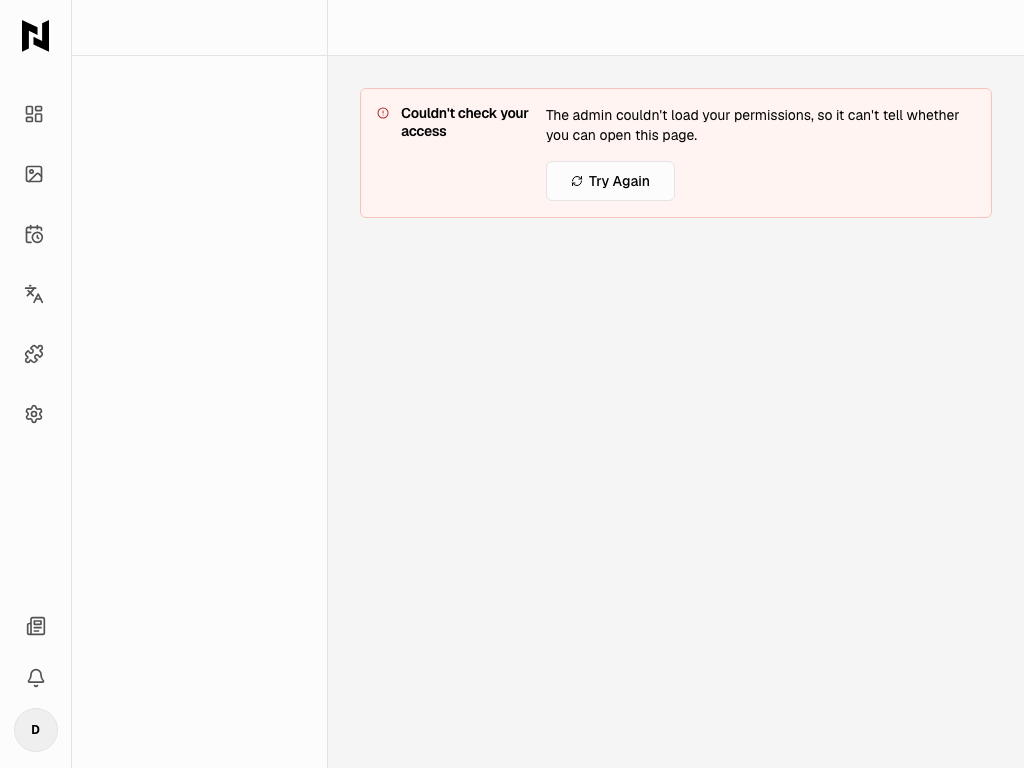 Couldn't check your
access
The admin couldn't load your permissions, so it can't tell whether
you can open this page.
Try Again
D